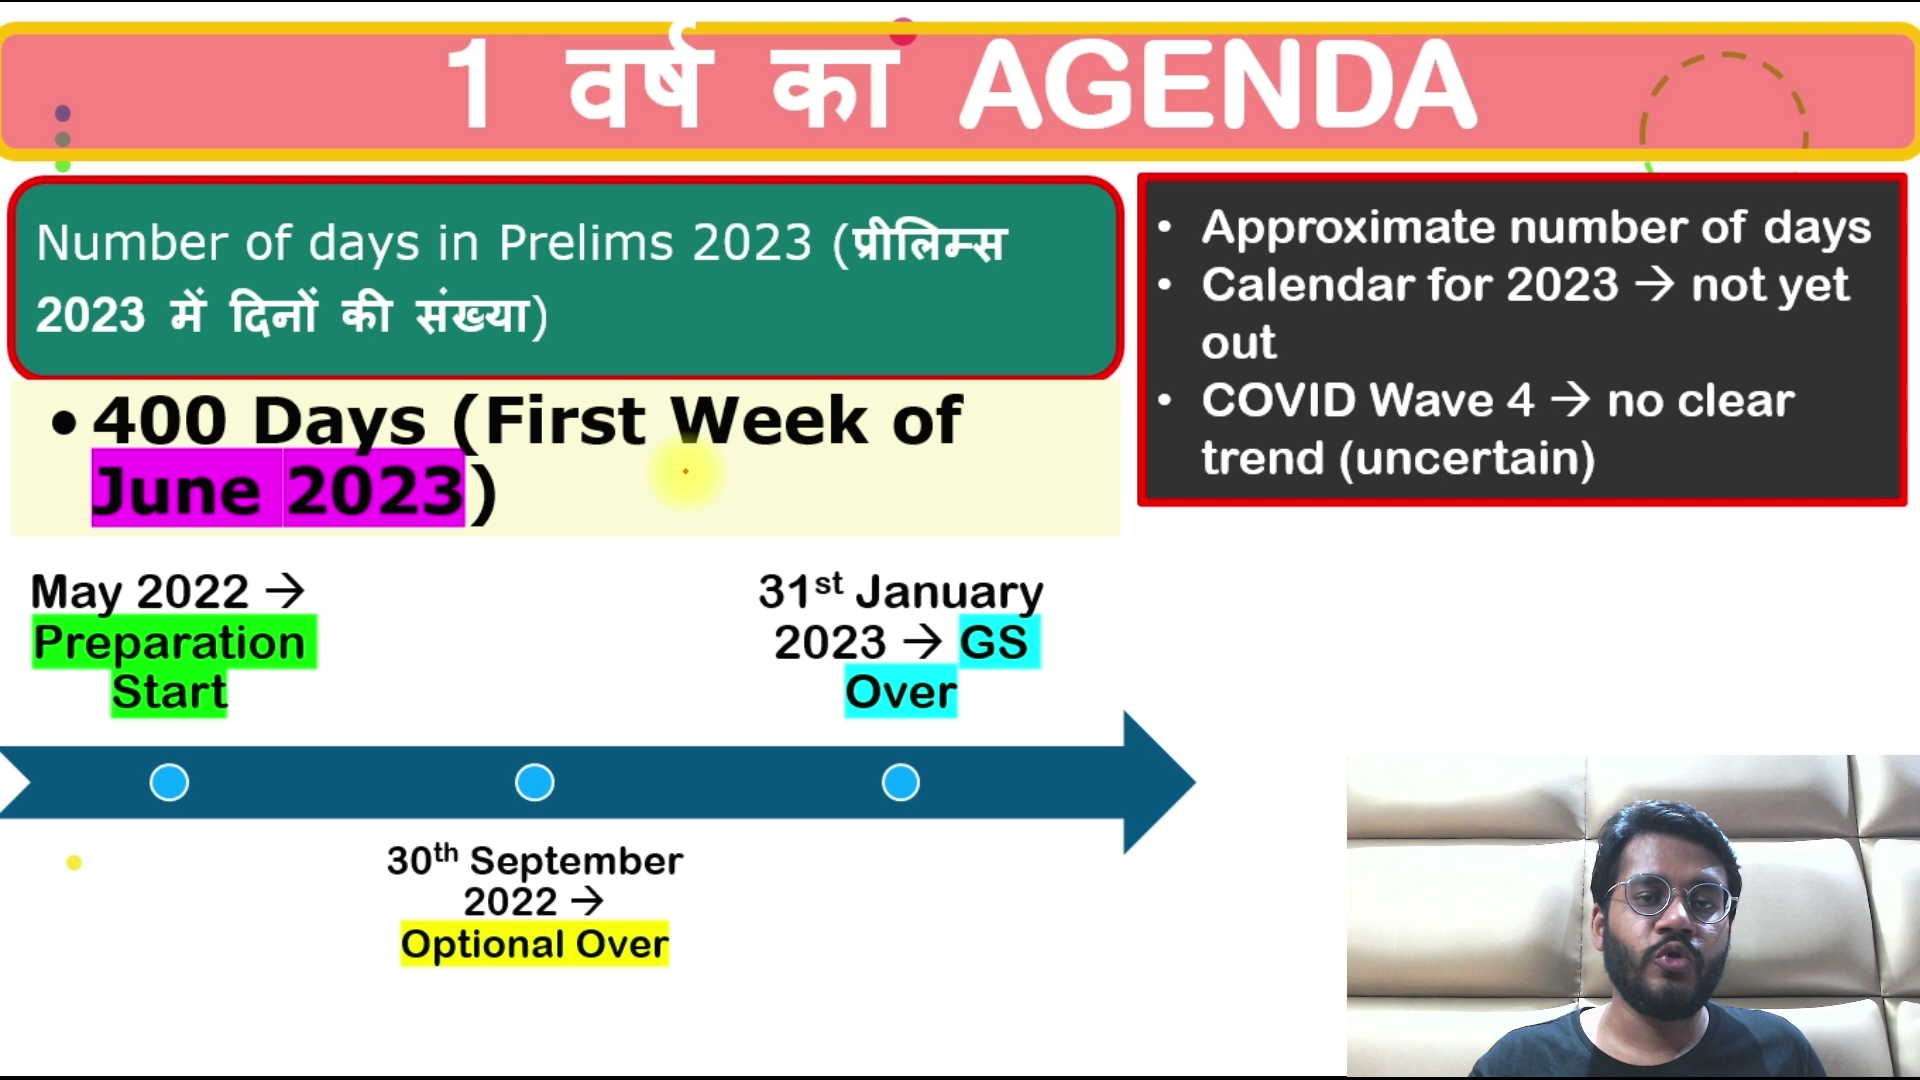 1 वर्ष का AGENDA
Number of days in Prelims 2023 (प्रीलिम्स
2023 में दिनों की संख्या)
• 400 Days (First Week of
June 2023)
• Approximate number of days
• Calendar for 2023 → not yet
out
• COVID Wave 4 → no clear
trend (uncertain)
May 2022 →
Preparation
Start
31st January
2023 → GS
Over
30th September
2022 →
Optional Over